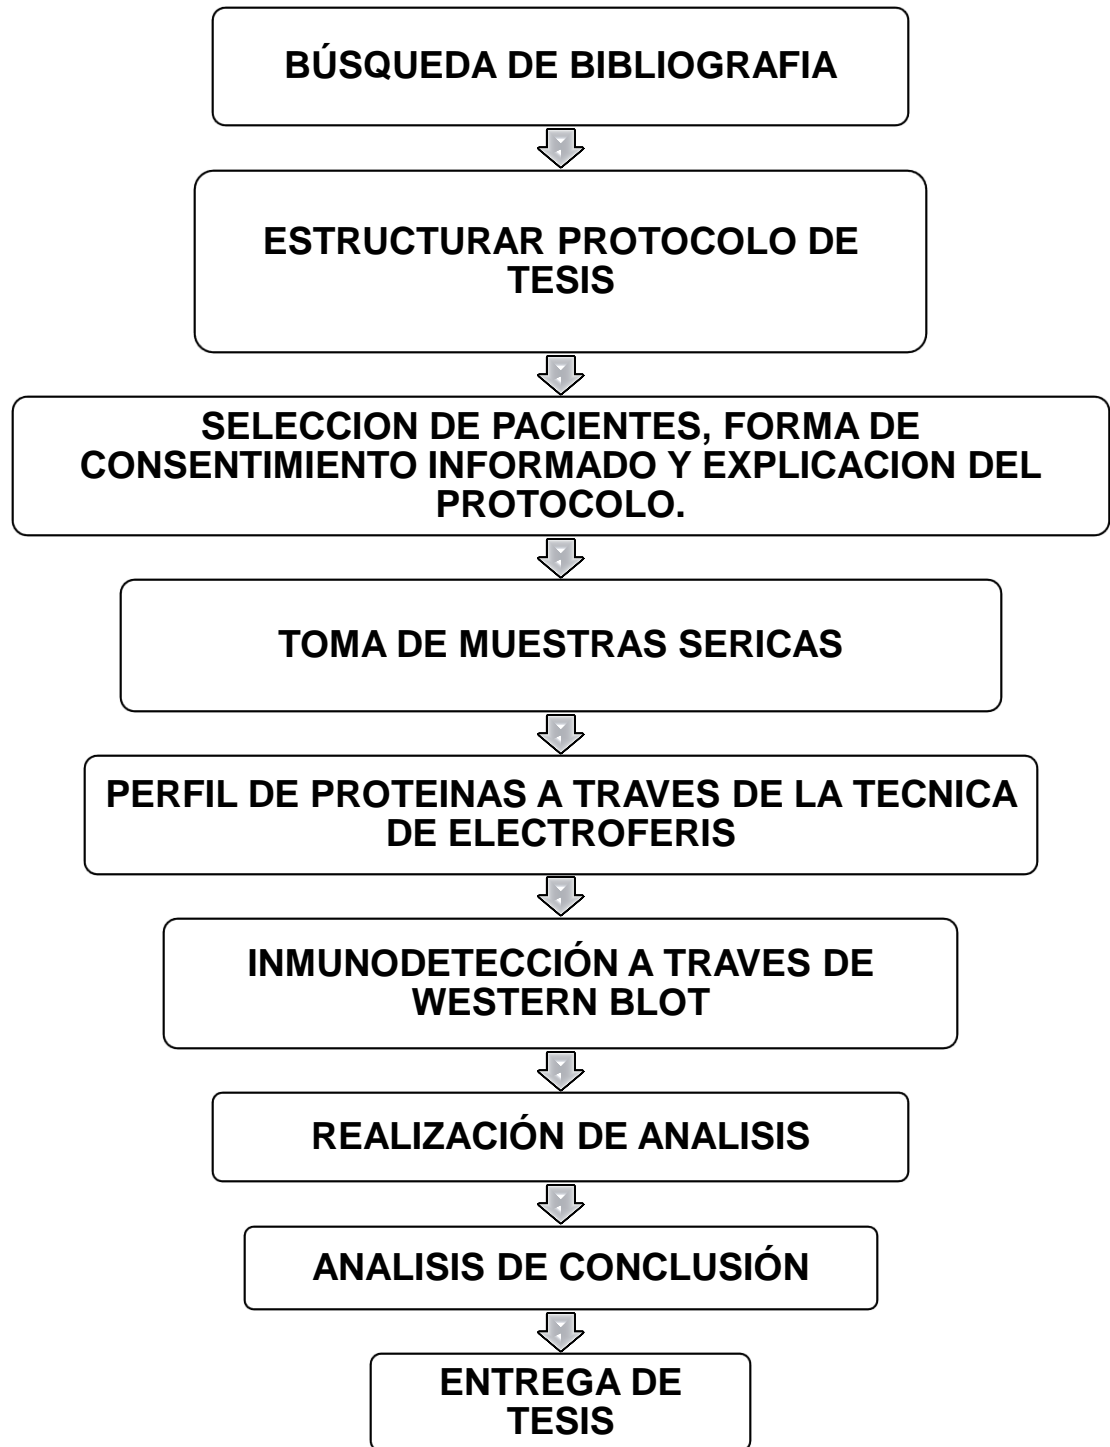 BÚSQUEDA DE BIBLIOGRAFIA
ESTRUCTURAR PROTOCOLO DE
TESIS
SELECCION DE PACIENTES, FORMA DE
CONSENTIMIENTO INFORMADO Y EXPLICACION DEL
PROTOCOLO.
TOMA DE MUESTRAS SERICAS
PERFIL DE PROTEINAS A TRAVES DE LA TECNICA
DE ELECTROFERIS
INMUNODETECCIÓN A TRAVES DE
WESTERN BLOT
REALIZACIÓN DE ANALISIS
ANALISIS DE CONCLUSIÓN
ENTREGA DE
TESIS